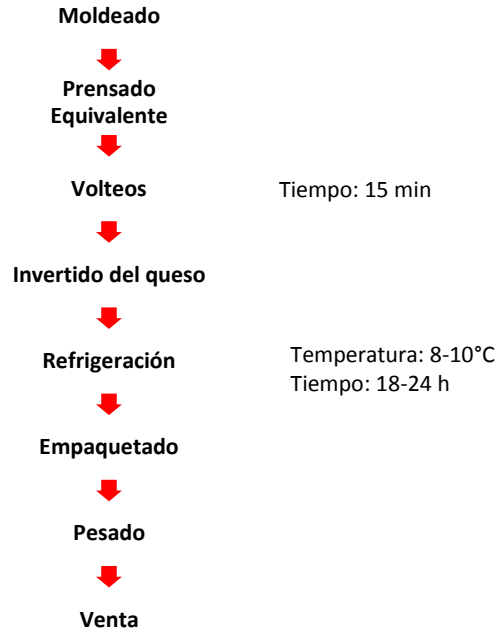 Moldeado
Prensado
Equivalente
Volteos
Tiempo: 15 min
Invertido del queso
Refrigeración
Temperatura: 8-10°C
Tiempo: 18-24 h
Empaquetado
Pesado
Venta